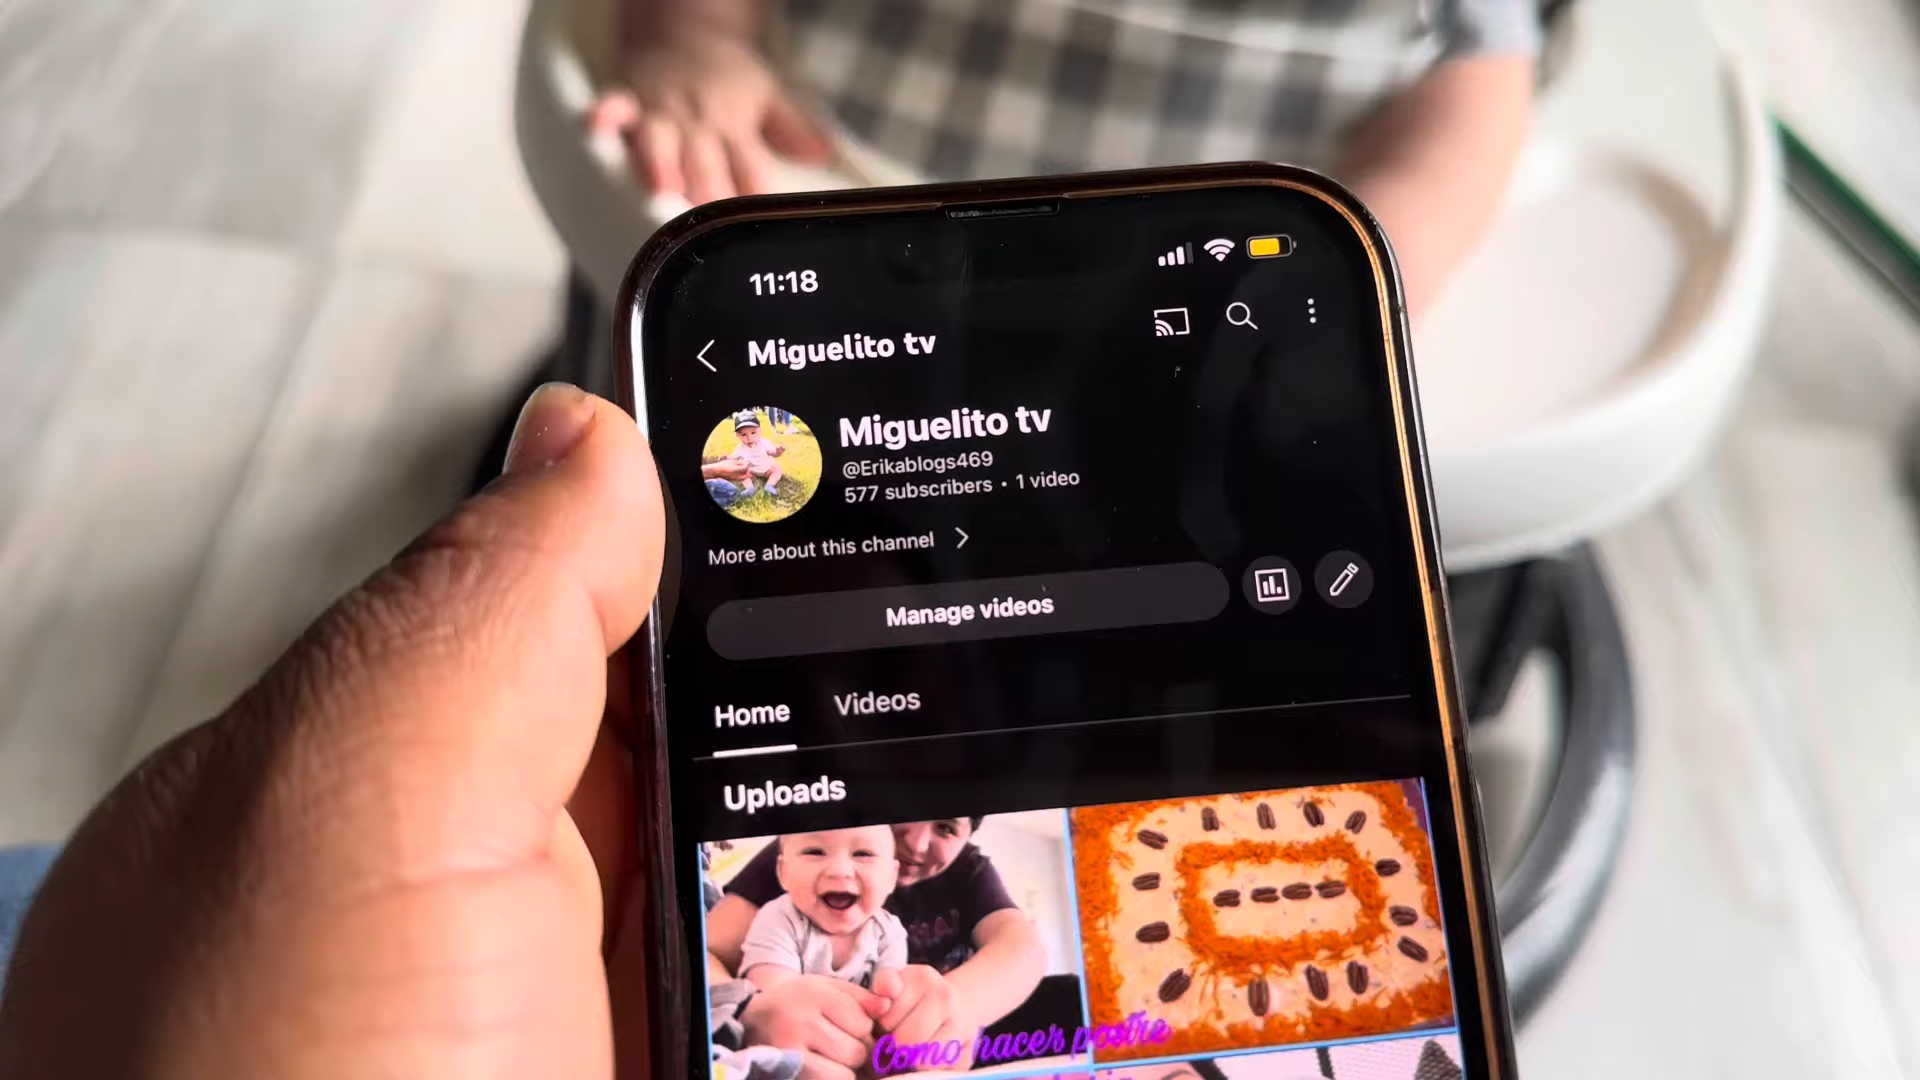 11:18
Miguelito tv
Miguelito tv
@Erikablogs469
577 subscribers • 1 video
More about this channel
Manage videos
Home
Videos
Uploads
Como hacer postre